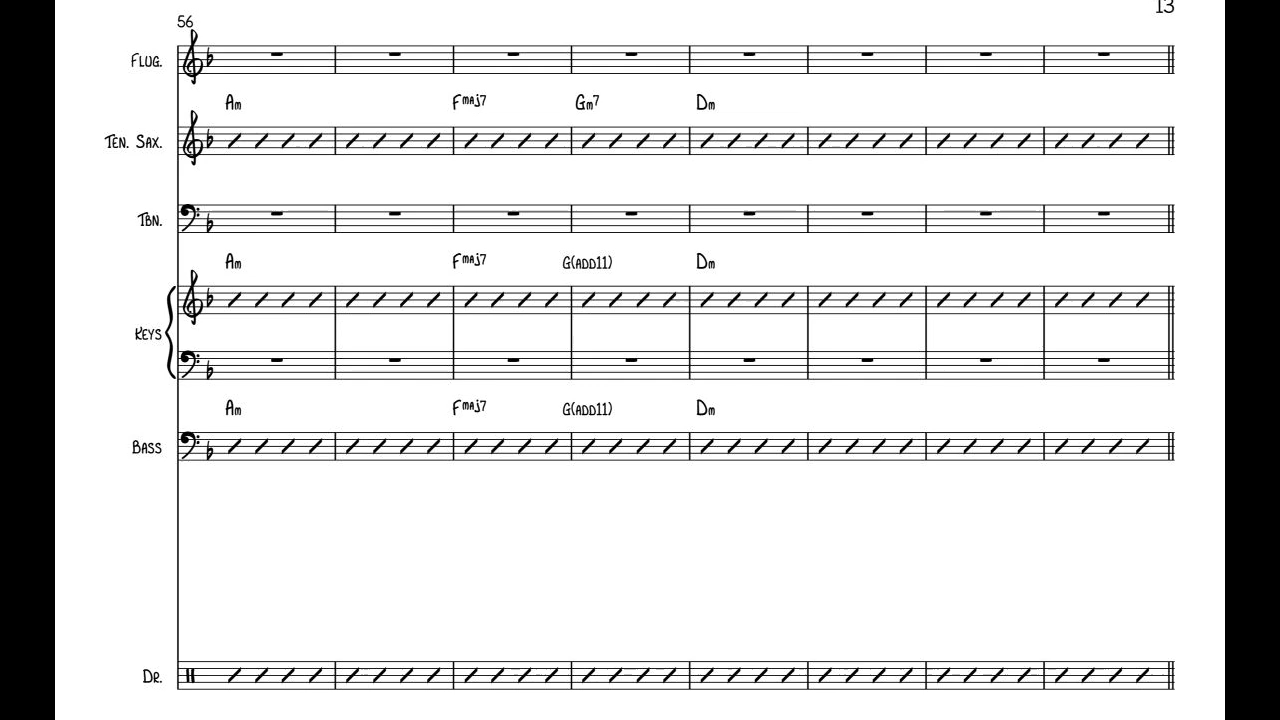 13
56
Flug.
Am Fmaj7 Gm7 Dm
Ten. Sax.
Tbn.
Am Fmaj7 G(add11) Dm
Keys
Am Fmaj7 G(add11) Dm
Bass
Dr.